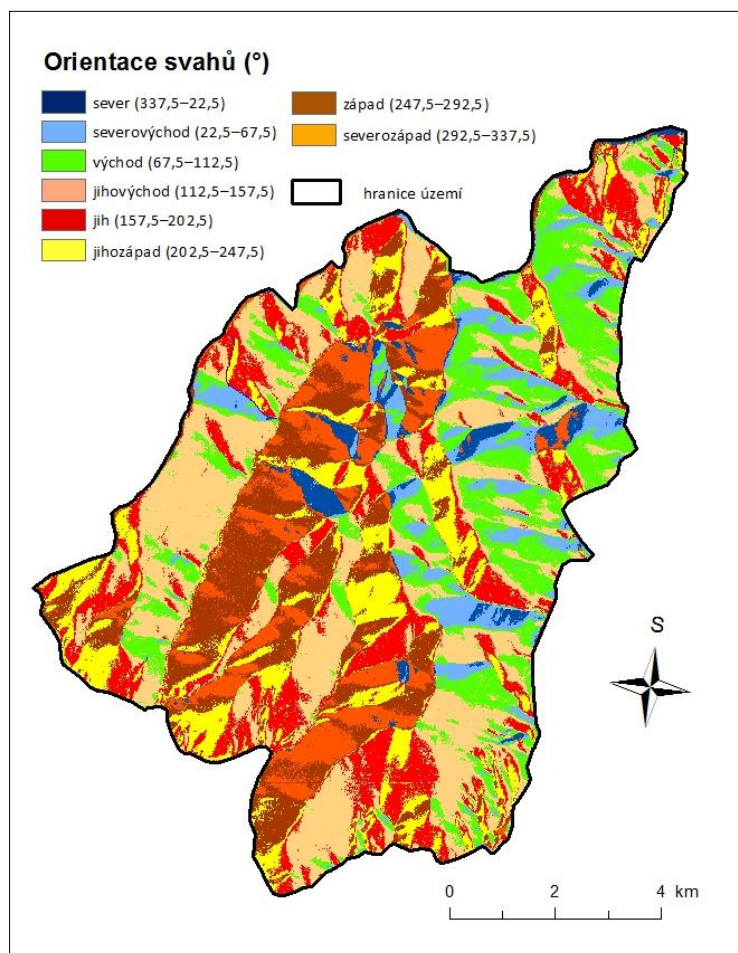 Orientace svahů (°)
sever (337,5–22,5)
severovýchod (22,5–67,5)
východ (67,5–112,5)
jihovýchod (112,5–157,5)
jih (157,5–202,5)
jihozápad (202,5–247,5)
západ (247,5–292,5)
severozápad (292,5–337,5)
hranice území
S
0 2 4 km